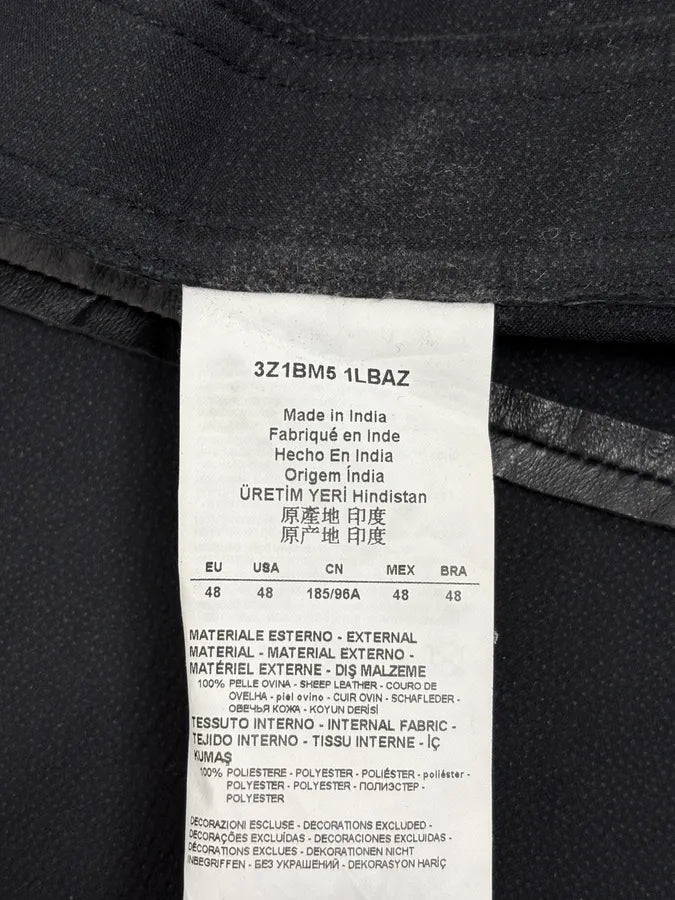 3Z1BM5 1LBAZ
Made in India
Fabriqué en Inde
Hecho En India
Origem Índia
ÜRETİM YERİ Hindistan
原產地 印度
原产地 印度
EU USA CN MEX BRA
48 48 185/96A 48 48
MATERIALE ESTERNO - EXTERNAL
MATERIAL - MATERIAL EXTERNO -
MATÉRIEL EXTERNE - DIŞ MALZEME
100% PELLE OVINA - SHEEP LEATHER - COURO DE
OVELHA - piel ovino - CUIR OVIN - SCHAFLEDER -
ОВЕЧЬЯ КОЖА - KOYUN DERİSİ
TESSUTO INTERNO - INTERNAL FABRIC -
TEJIDO INTERNO - TISSU INTERNE - İÇ
KUMAŞ
100% POLIESTERE - POLYESTER - POLIÉSTER - poliéster -
POLYESTER - POLYESTER - ПОЛИЭСТЕР -
POLYESTER
DECORAZIONI ESCLUSE - DECORATIONS EXCLUDED -
DECORAÇÕES EXCLUÍDAS - DECORACIONES EXCLUIDAS -
DÉCORATIONS EXCLUES - DEKORATIONEN NICHT
INBEGRIFFEN - БЕЗ УКРАШЕНИЙ - DEKORASYON HARİÇ